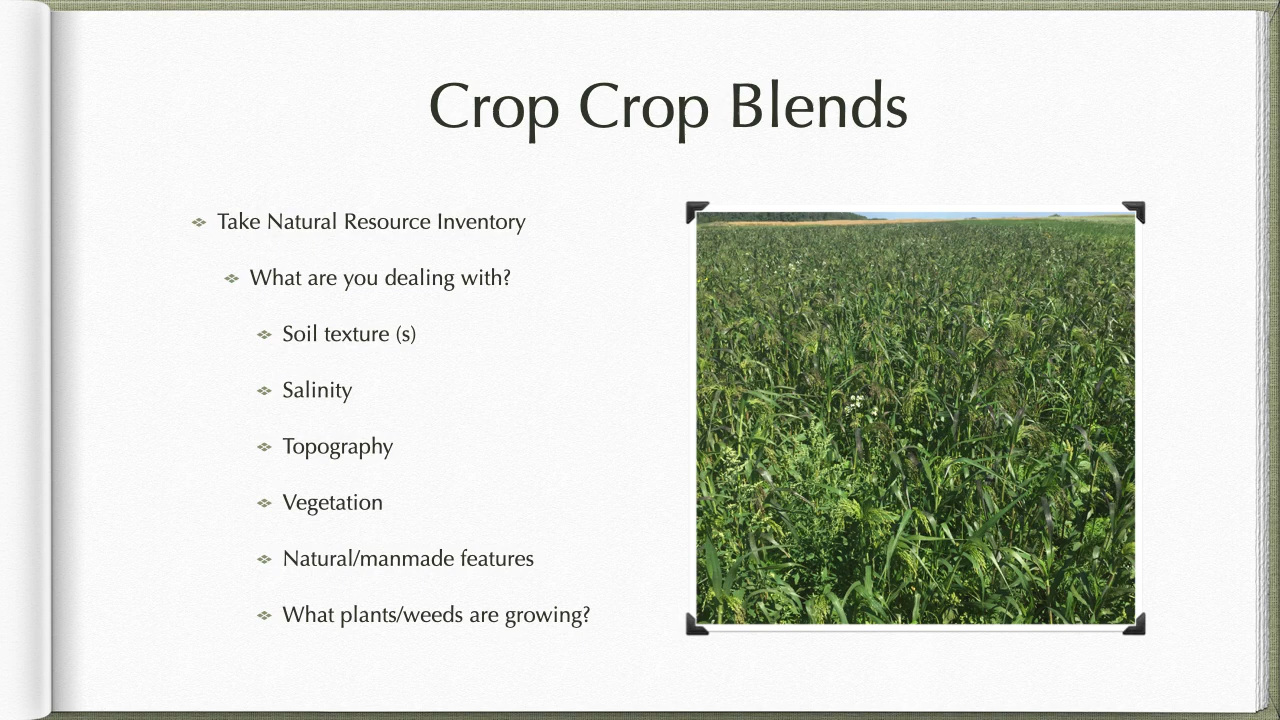 Crop Crop Blends
Take Natural Resource Inventory
What are you dealing with?
Soil texture (s)
Salinity
Topography
Vegetation
Natural/manmade features
What plants/weeds are growing?